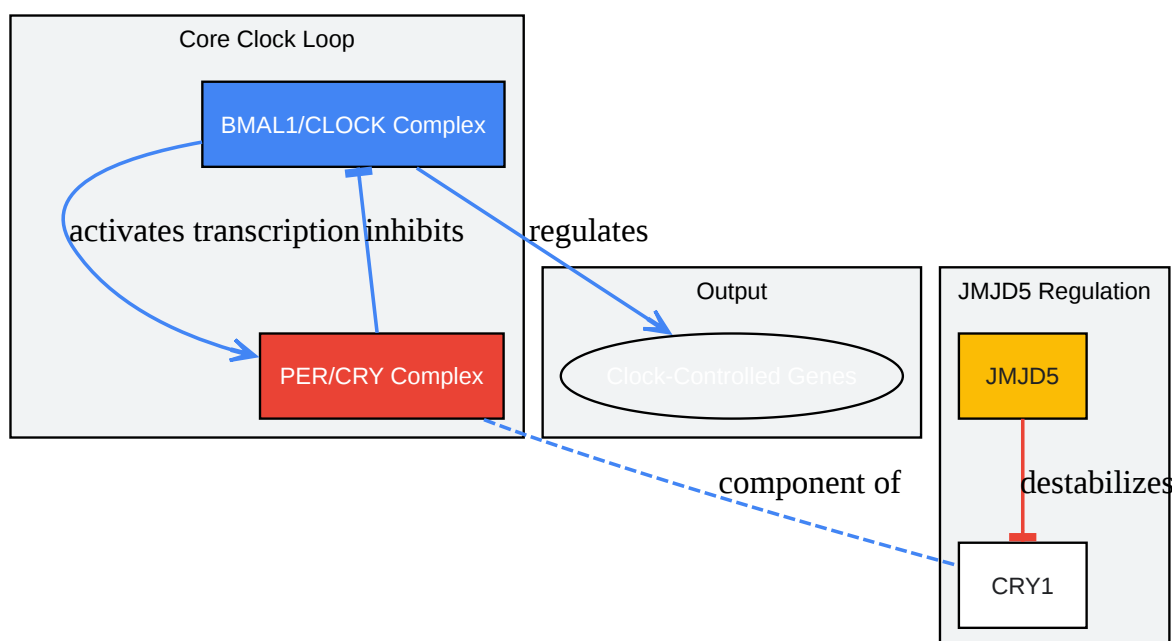 Core Clock Loop
BMAL1/CLOCK Complex
activates transcription
inhibits
regulates
PER/CRY Complex
Output
Clock-Controlled Genes
JMJD5 Regulation
JMJD5
component of
destabilizes
CRY1